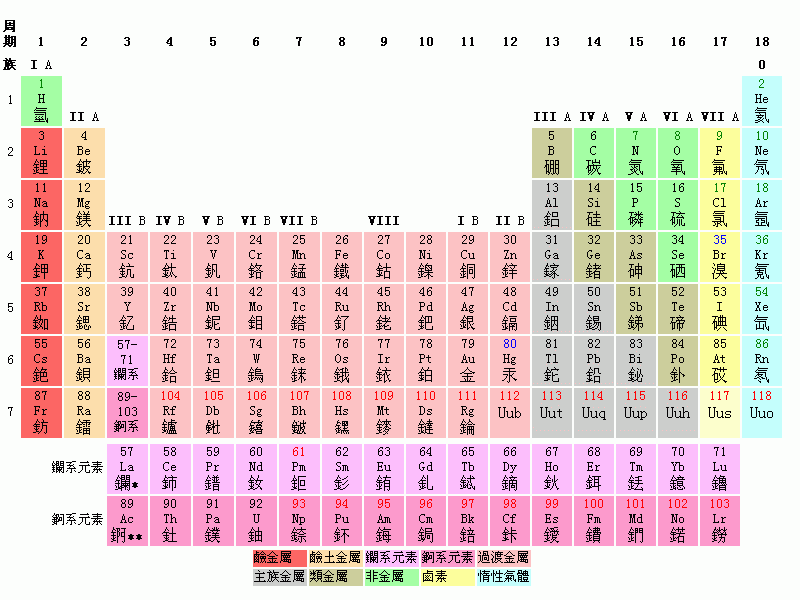 周
期 1 2 3 4 5 6 7 8 9 10 11 12 13 14 15 16 17 18
族 I A 0
1 2
1 H He
氫 II A III A IV A V A VI A VII A 氦
3 4 5 6 7 8 9 10
2 Li Be B C N O F Ne
鋰 鈹 硼 碳 氮 氧 氟 氖
11 12 13 14 15 16 17 18
3 Na Mg Al Si P S Cl Ar
鈉 鎂 III B IV B V B VI B VII B VIII I B II B 鋁 硅 磷 硫 氯 氬
19 20 21 22 23 24 25 26 27 28 29 30 31 32 33 34 35 36
4 K Ca Sc Ti V Cr Mn Fe Co Ni Cu Zn Ga Ge As Se Br Kr
鉀 鈣 鈧 鈦 釩 鉻 錳 鐵 鈷 鎳 銅 鋅 鎵 鍺 砷 硒 溴 氪
37 38 39 40 41 42 43 44 45 46 47 48 49 50 51 52 53 54
5 Rb Sr Y Zr Nb Mo Tc Ru Rh Pd Ag Cd In Sn Sb Te I Xe
銣 鍶 釔 鋯 鈮 鉬 鎝 釕 銠 鈀 銀 鎘 銦 錫 銻 碲 碘 氙
55 56 57- 72 73 74 75 76 77 78 79 80 81 82 83 84 85 86
6 Cs Ba 71 Hf Ta W Re Os Ir Pt Au Hg Tl Pb Bi Po At Rn
銫 鋇 鑭系 鉿 鉭 鎢 錸 鋨 銥 鉑 金 汞 鉈 鉛 鉍 釙 砹 氡
87 88 89- 104 105 106 107 108 109 110 111 112 113 114 115 116 117 118
7 Fr Ra 103 Rf Db Sg Bh Hs Mt Ds Rg Uub Uut Uuq Uup Uuh Uus Uuo
鈁 鐳 錒系 鑪 𨧀 𨭎 𨨏 𨭆 䥑 鐽 錀
57 58 59 60 61 62 63 64 65 66 67 68 69 70 71
鑭系元素 La Ce Pr Nd Pm Sm Eu Gd Tb Dy Ho Er Tm Yb Lu
鑭* 鈰 鐠 釹 鉕 釤 銪 釓 鋱 鏑 鈥 鉺 銩 鐿 鑥
89 90 91 92 93 94 95 96 97 98 99 100 101 102 103
錒系元素 Ac Th Pa U Np Pu Am Cm Bk Cf Es Fm Md No Lr
錒** 釷 鏷 鈾 錼 鈈 鋂 鋦 錇 鉲 鑀 鐨 鍆 鍩 鐒
鹼金屬 鹼土金屬 鑭系元素 錒系元素 過渡金屬
主族金屬 類金屬 非金屬 鹵素 惰性氣體